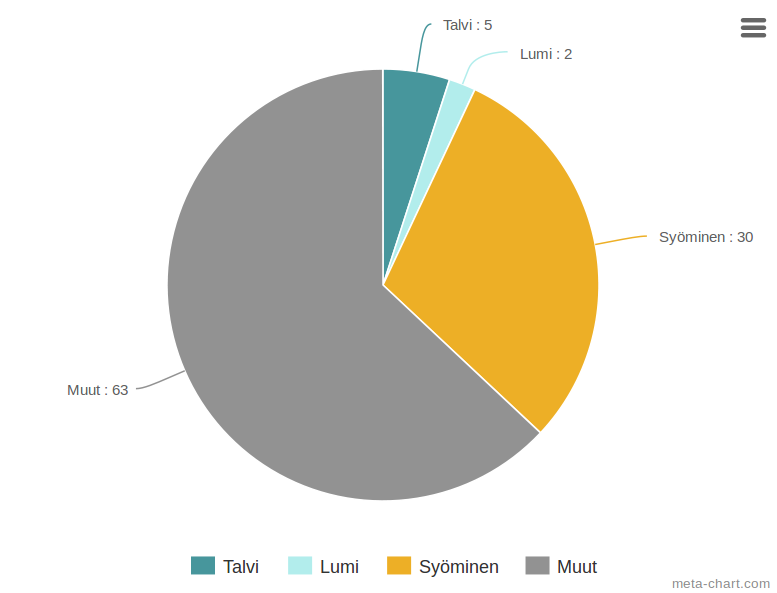 Talvi : 5
Lumi : 2
Syöminen : 30
Muut : 63
Talvi Lumi Syöminen Muut
meta-chart.com